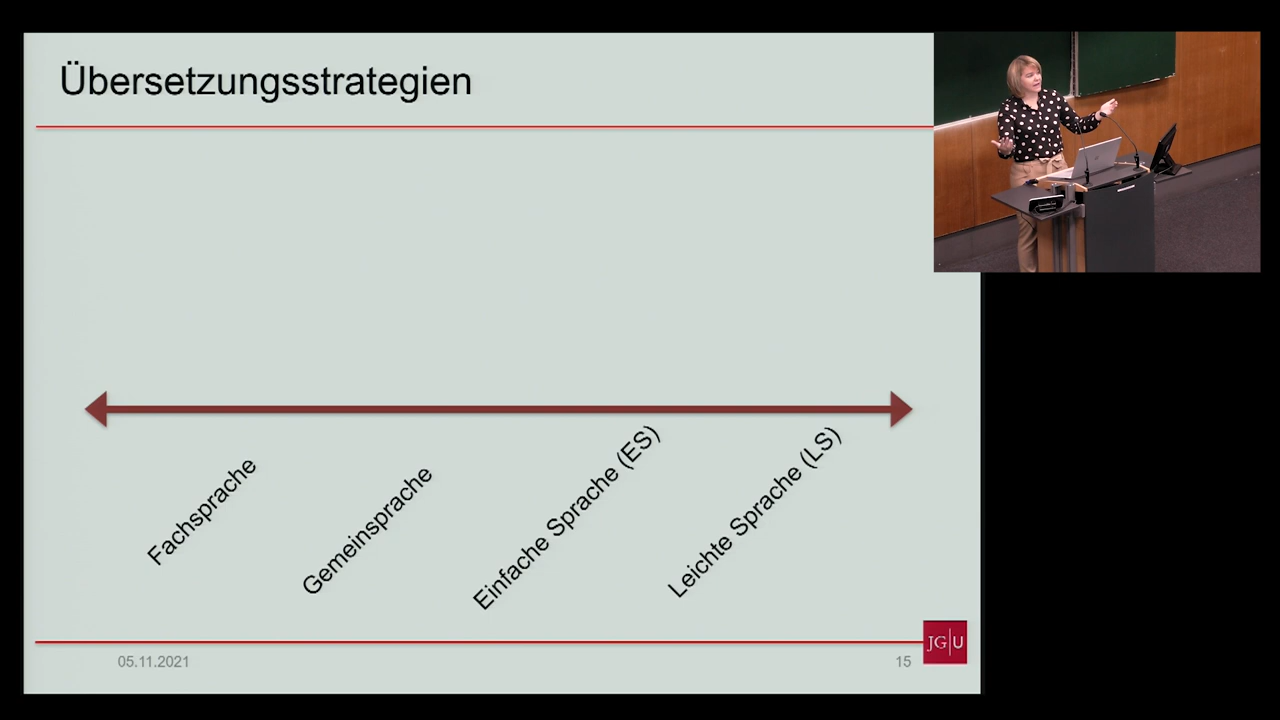 Übersetzungsstrategien
Fachsprache
Gemeinsprache
Einfache Sprache (ES)
Leichte Sprache (LS)
05.11.2021
15
JG|U